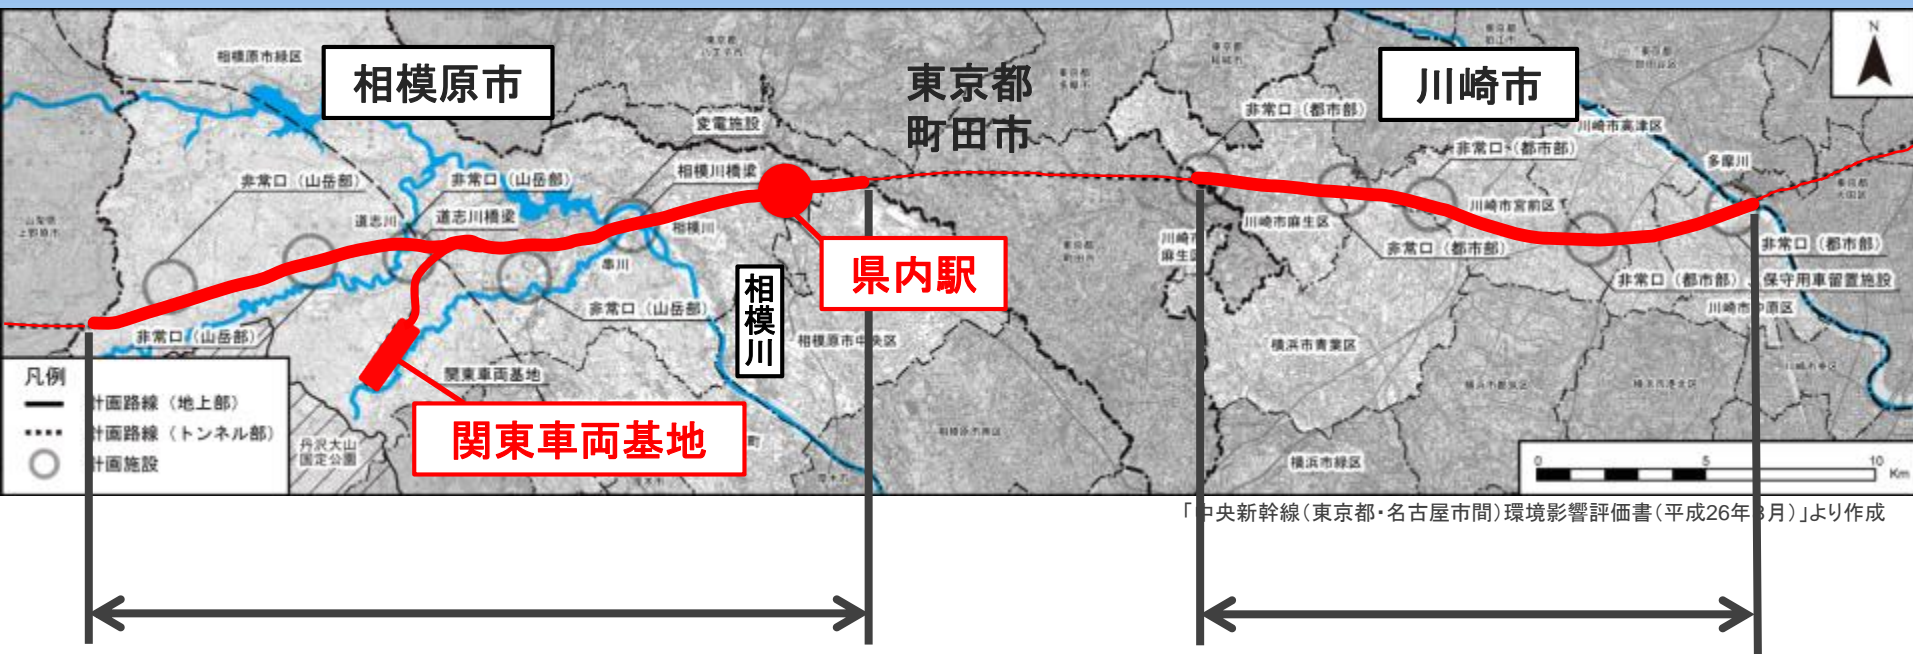 相模原市緑区
相模原市
東京都
町田市
川崎市
N
変電施設
非常口（都市部）
川崎市高津区
非常口（都市部）
多摩川
非常口（山岳部）
非常口（山岳部）
相模川橋梁
道志川
道志川橋梁
相模川
川崎市麻生区
川崎市宮前区
非常口（都市部）
非常口（都市部）
串川
県内駅
非常口（都市部）、保守用車留置施設
非常口（山岳部）
相模川
川崎市中原区
非常口（山岳部）
相模原市中央区
横浜市青葉区
凡例
計画路線（地上部）
計画路線（トンネル部）
計画施設
関東車両基地
関東車両基地
丹沢大山
国定公園
横浜市緑区
0 5 10
Km
「中央新幹線（東京都・名古屋市間）環境影響評価書（平成26年8月）」より作成